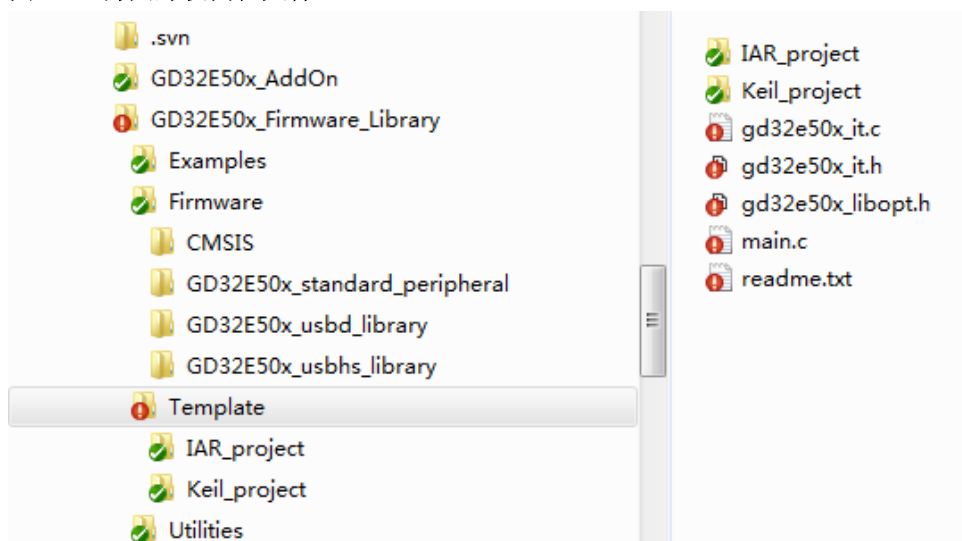 .svn
GD32E50x_AddOn
GD32E50x_Firmware_Library
Examples
Firmware
CMSIS
GD32E50x_standard_peripheral
GD32E50x_usbd_library
GD32E50x_usbhs_library
Template
IAR_project
Keil_project
Utilities
IAR_project
Keil_project
gd32e50x_it.c
gd32e50x_it.h
gd32e50x_libopt.h
main.c
readme.txt